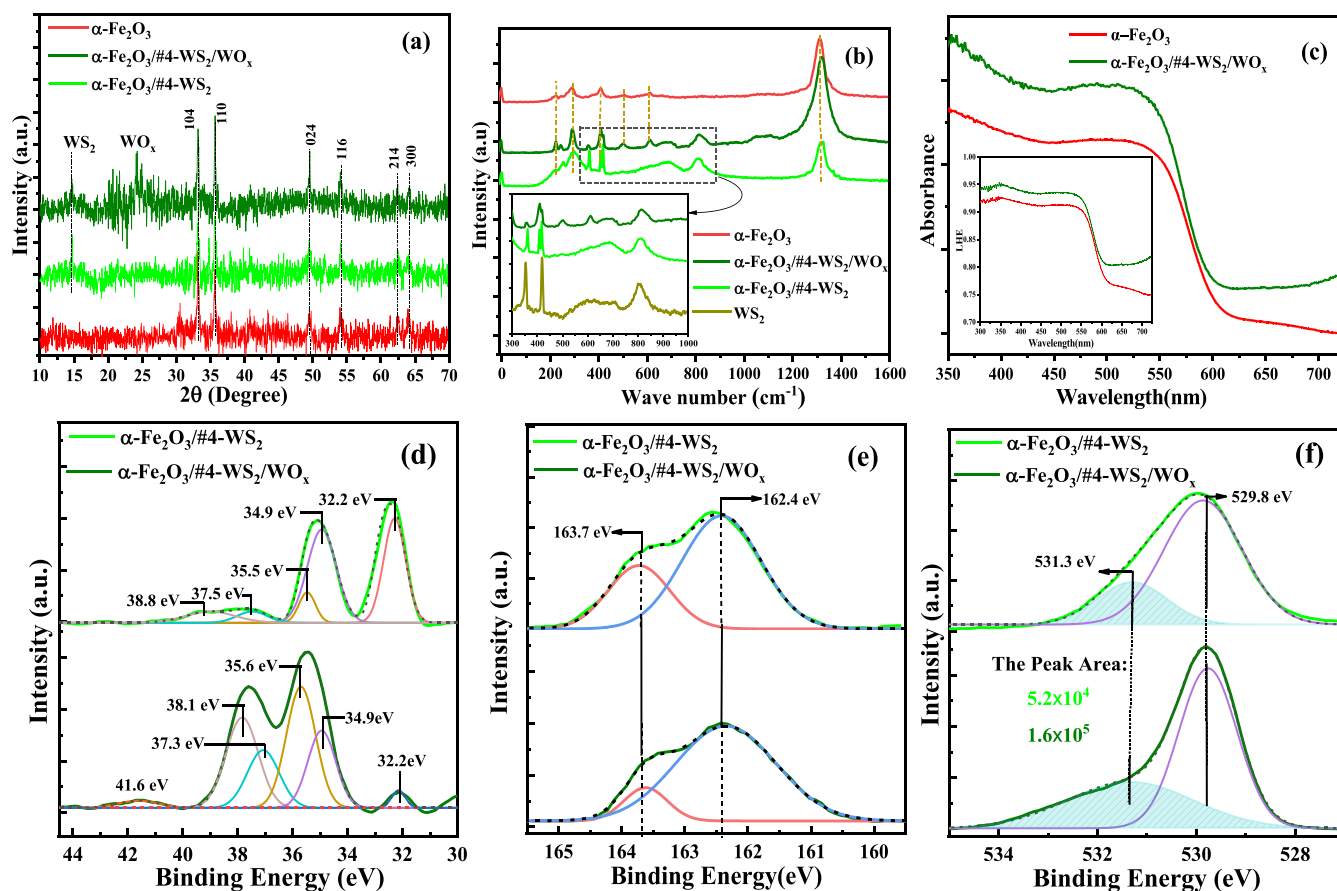 α-Fe₂O₃
α-Fe₂O₃/#4-WS₂/WOₓ
α-Fe₂O₃/#4-WS₂
(a)
WS₂
WOₓ
104
110
024
116
214
300
Intensity (a.u.)
10 15 20 25 30 35 40 45 50 55 60 65 70
2θ (Degree)
(b)
Intensity (a.u)
α-Fe₂O₃
α-Fe₂O₃/#4-WS₂/WOₓ
α-Fe₂O₃/#4-WS₂
WS₂
300 400 500 600 700 800 900 1000
0 200 400 600 800 1000 1200 1400 1600
Wave number (cm⁻¹)
(c)
α–Fe₂O₃
α-Fe₂O₃/#4-WS₂/WOₓ
Absorbance
1.00
0.95
0.90
0.85
0.80
0.75
0.70
LHE
300 350 400 450 500 550 600 650 700
Wavelength(nm)
350 400 450 500 550 600 650 700
Wavelength(nm)
α-Fe₂O₃/#4-WS₂
α-Fe₂O₃/#4-WS₂/WOₓ
(d)
32.2 eV
34.9 eV
35.5 eV
37.5 eV
38.8 eV
35.6 eV
38.1 eV
34.9eV
37.3 eV
32.2eV
41.6 eV
Intensity (a.u.)
44 42 40 38 36 34 32 30
Binding Energy (eV)
α-Fe₂O₃/#4-WS₂
α-Fe₂O₃/#4-WS₂/WOₓ
(e)
162.4 eV
163.7 eV
Intensity (a.u.)
165 164 163 162 161 160
Binding Energy(eV)
α-Fe₂O₃/#4-WS₂
α-Fe₂O₃/#4-WS₂/WOₓ
(f)
529.8 eV
531.3 eV
The Peak Area:
5.2x10⁴
1.6x10⁵
Intensity (a.u.)
534 532 530 528
Binding Energy (eV)